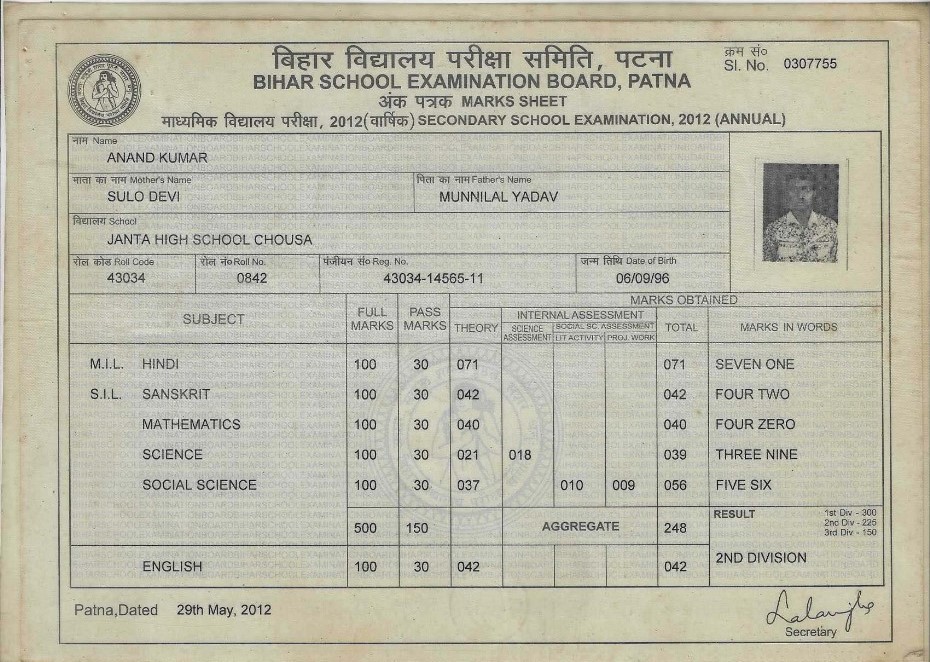 बिहार विद्यालय परीक्षा समिति, पटना
क्रम सं०
Sl. No. 0307755
BIHAR SCHOOL EXAMINATION BOARD, PATNA
अंक पत्रक MARKS SHEET
माध्यमिक विद्यालय परीक्षा, 2012(वार्षिक) SECONDARY SCHOOL EXAMINATION, 2012 (ANNUAL)
नाम Name
ANAND KUMAR
माता का नाम Mother's Name पिता का नाम Father's Name
SULO DEVI MUNNILAL YADAV
विद्यालय School
JANTA HIGH SCHOOL CHOUSA
रोल कोड Roll Code रोल नं० Roll No. पंजीयन सं० Reg. No. जन्म तिथि Date of Birth
43034 0842 43034-14565-11 06/09/96
MARKS OBTAINED
SUBJECT FULL MARKS PASS MARKS THEORY INTERNAL ASSESSMENT TOTAL MARKS IN WORDS
SCIENCE ASSESSMENT SOCIAL SC. ASSESSMENT
LIT ACTIVITY PROJ. WORK
M.I.L. HINDI 100 30 071 071 SEVEN ONE
S.I.L. SANSKRIT 100 30 042 042 FOUR TWO
MATHEMATICS 100 30 040 040 FOUR ZERO
SCIENCE 100 30 021 018 039 THREE NINE
SOCIAL SCIENCE 100 30 037 010 009 056 FIVE SIX
500 150 AGGREGATE 248
RESULT 1st Div - 300
2nd Div - 225
3rd Div - 150
2ND DIVISION
ENGLISH 100 30 042 042
Patna,Dated 29th May, 2012
Secretary